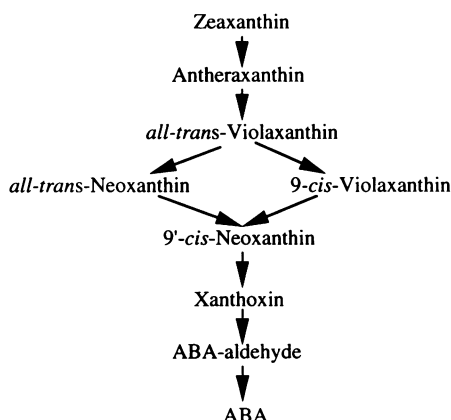 Zeaxanthin
Antheraxanthin
all-trans-Violaxanthin
all-trans-Neoxanthin
9-cis-Violaxanthin
9'-cis-Neoxanthin
Xanthoxin
ABA-aldehyde
ABA